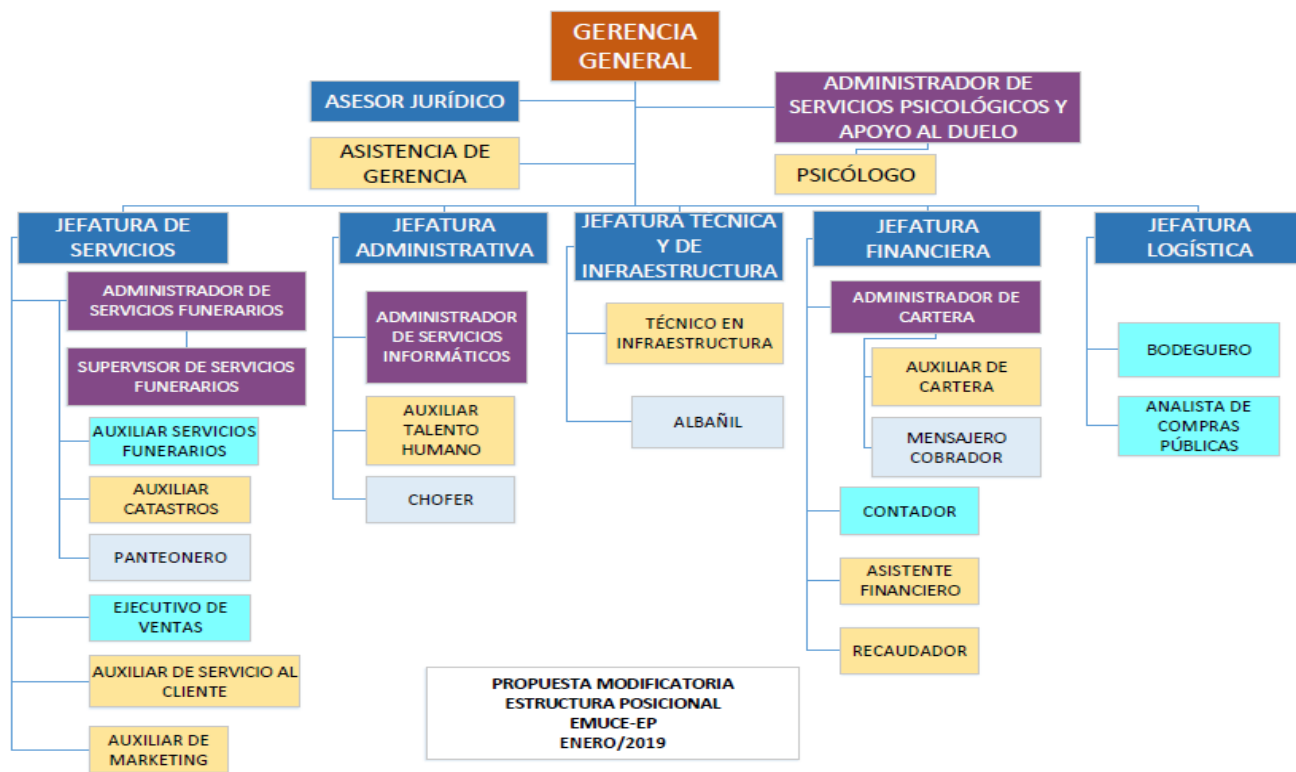 GERENCIA
GENERAL
ASESOR JURÍDICO
ADMINISTRADOR DE
SERVICIOS PSICOLÓGICOS Y
APOYO AL DUELO
ASISTENCIA DE
GERENCIA
PSICÓLOGO
JEFATURA DE
SERVICIOS
ADMINISTRADOR DE
SERVICIOS FUNERARIOS
SUPERVISOR DE SERVICIOS
FUNERARIOS
AUXILIAR SERVICIOS
FUNERARIOS
AUXILIAR
CATASTROS
PANTEONERO
EJECUTIVO DE
VENTAS
AUXILIAR DE SERVICIO AL
CLIENTE
AUXILIAR DE
MARKETING
JEFATURA
ADMINISTRATIVA
ADMINISTRADOR
DE SERVICIOS
INFORMÁTICOS
AUXILIAR
TALENTO
HUMANO
CHOFER
JEFATURA TÉCNICA
Y DE
INFRAESTRUCTURA
TÉCNICO EN
INFRAESTRUCTURA
ALBAÑIL
JEFATURA
FINANCIERA
ADMINISTRADOR DE
CARTERA
AUXILIAR DE
CARTERA
MENSAJERO
COBRADOR
CONTADOR
ASISTENTE
FINANCIERO
RECAUDADOR
JEFATURA
LOGÍSTICA
BODEGUERO
ANALISTA DE
COMPRAS
PÚBLICAS
PROPUESTA MODIFICATORIA
ESTRUCTURA POSICIONAL
EMUCE-EP
ENERO/2019